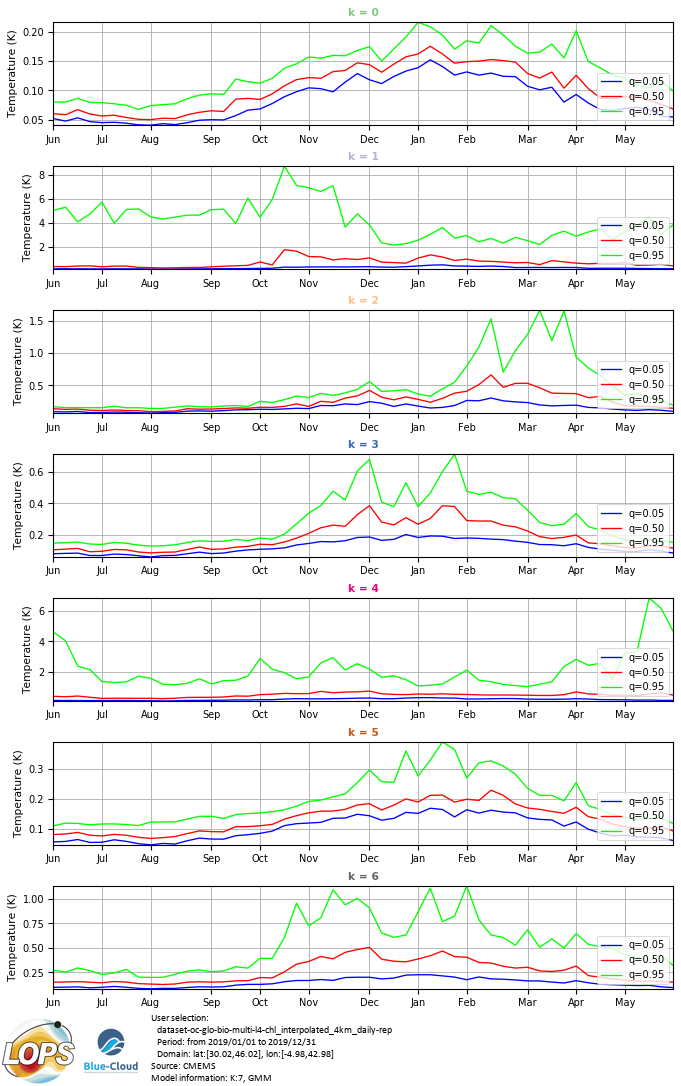 k = 0
Temperature (K)
0.20
0.15
0.10
0.05
q=0.05
q=0.50
q=0.95
Jun Jul Aug Sep Oct Nov Dec Jan Feb Mar Apr May
k = 1
Temperature (K)
8
6
4
2
q=0.05
q=0.50
q=0.95
Jun Jul Aug Sep Oct Nov Dec Jan Feb Mar Apr May
k = 2
Temperature (K)
1.5
1.0
0.5
q=0.05
q=0.50
q=0.95
Jun Jul Aug Sep Oct Nov Dec Jan Feb Mar Apr May
k = 3
Temperature (K)
0.6
0.4
0.2
q=0.05
q=0.50
q=0.95
Jun Jul Aug Sep Oct Nov Dec Jan Feb Mar Apr May
k = 4
Temperature (K)
6
4
2
q=0.05
q=0.50
q=0.95
Jun Jul Aug Sep Oct Nov Dec Jan Feb Mar Apr May
k = 5
Temperature (K)
0.3
0.2
0.1
q=0.05
q=0.50
q=0.95
Jun Jul Aug Sep Oct Nov Dec Jan Feb Mar Apr May
k = 6
Temperature (K)
1.00
0.75
0.50
0.25
q=0.05
q=0.50
q=0.95
Jun Jul Aug Sep Oct Nov Dec Jan Feb Mar Apr May
LOPS
Blue-Cloud
User selection:
dataset-oc-glo-bio-multi-l4-chl_interpolated_4km_daily-rep
Period: from 2019/01/01 to 2019/12/31
Domain: lat:[30.02,46.02], lon:[-4.98,42.98]
Source: CMEMS
Model information: K:7, GMM